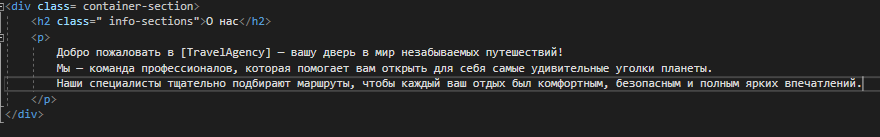 <div class= container-section>
<h2 class=" info-sections">О нас</h2>
<p>
Добро пожаловать в [TravelAgency] — вашу дверь в мир незабываемых путешествий!
Мы — команда профессионалов, которая помогает вам открыть для себя самые удивительные уголки планеты.
Наши специалисты тщательно подбирают маршруты, чтобы каждый ваш отдых был комфортным, безопасным и полным ярких впечатлений.
</p>
</div>